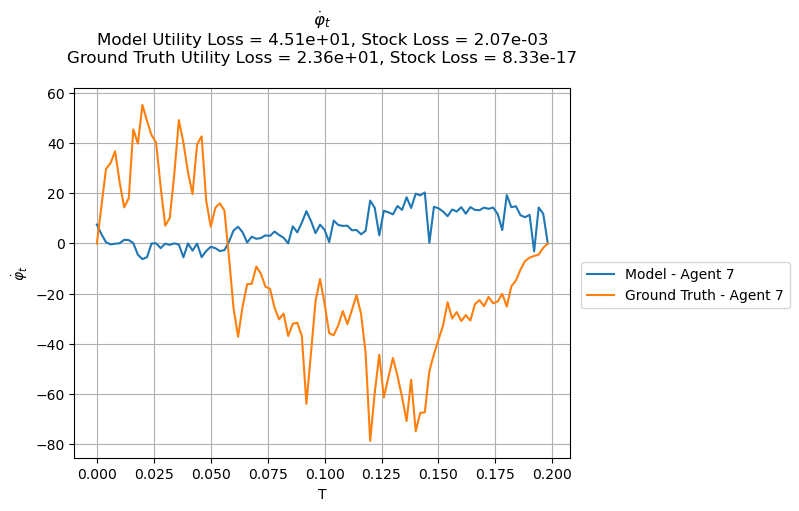 φ̇_t
Model Utility Loss = 4.51e+01, Stock Loss = 2.07e-03
Ground Truth Utility Loss = 2.36e+01, Stock Loss = 8.33e-17
60
40
20
0
−20
−40
−60
−80
φ̇_t
0.000 0.025 0.050 0.075 0.100 0.125 0.150 0.175 0.200
T
Model - Agent 7
Ground Truth - Agent 7